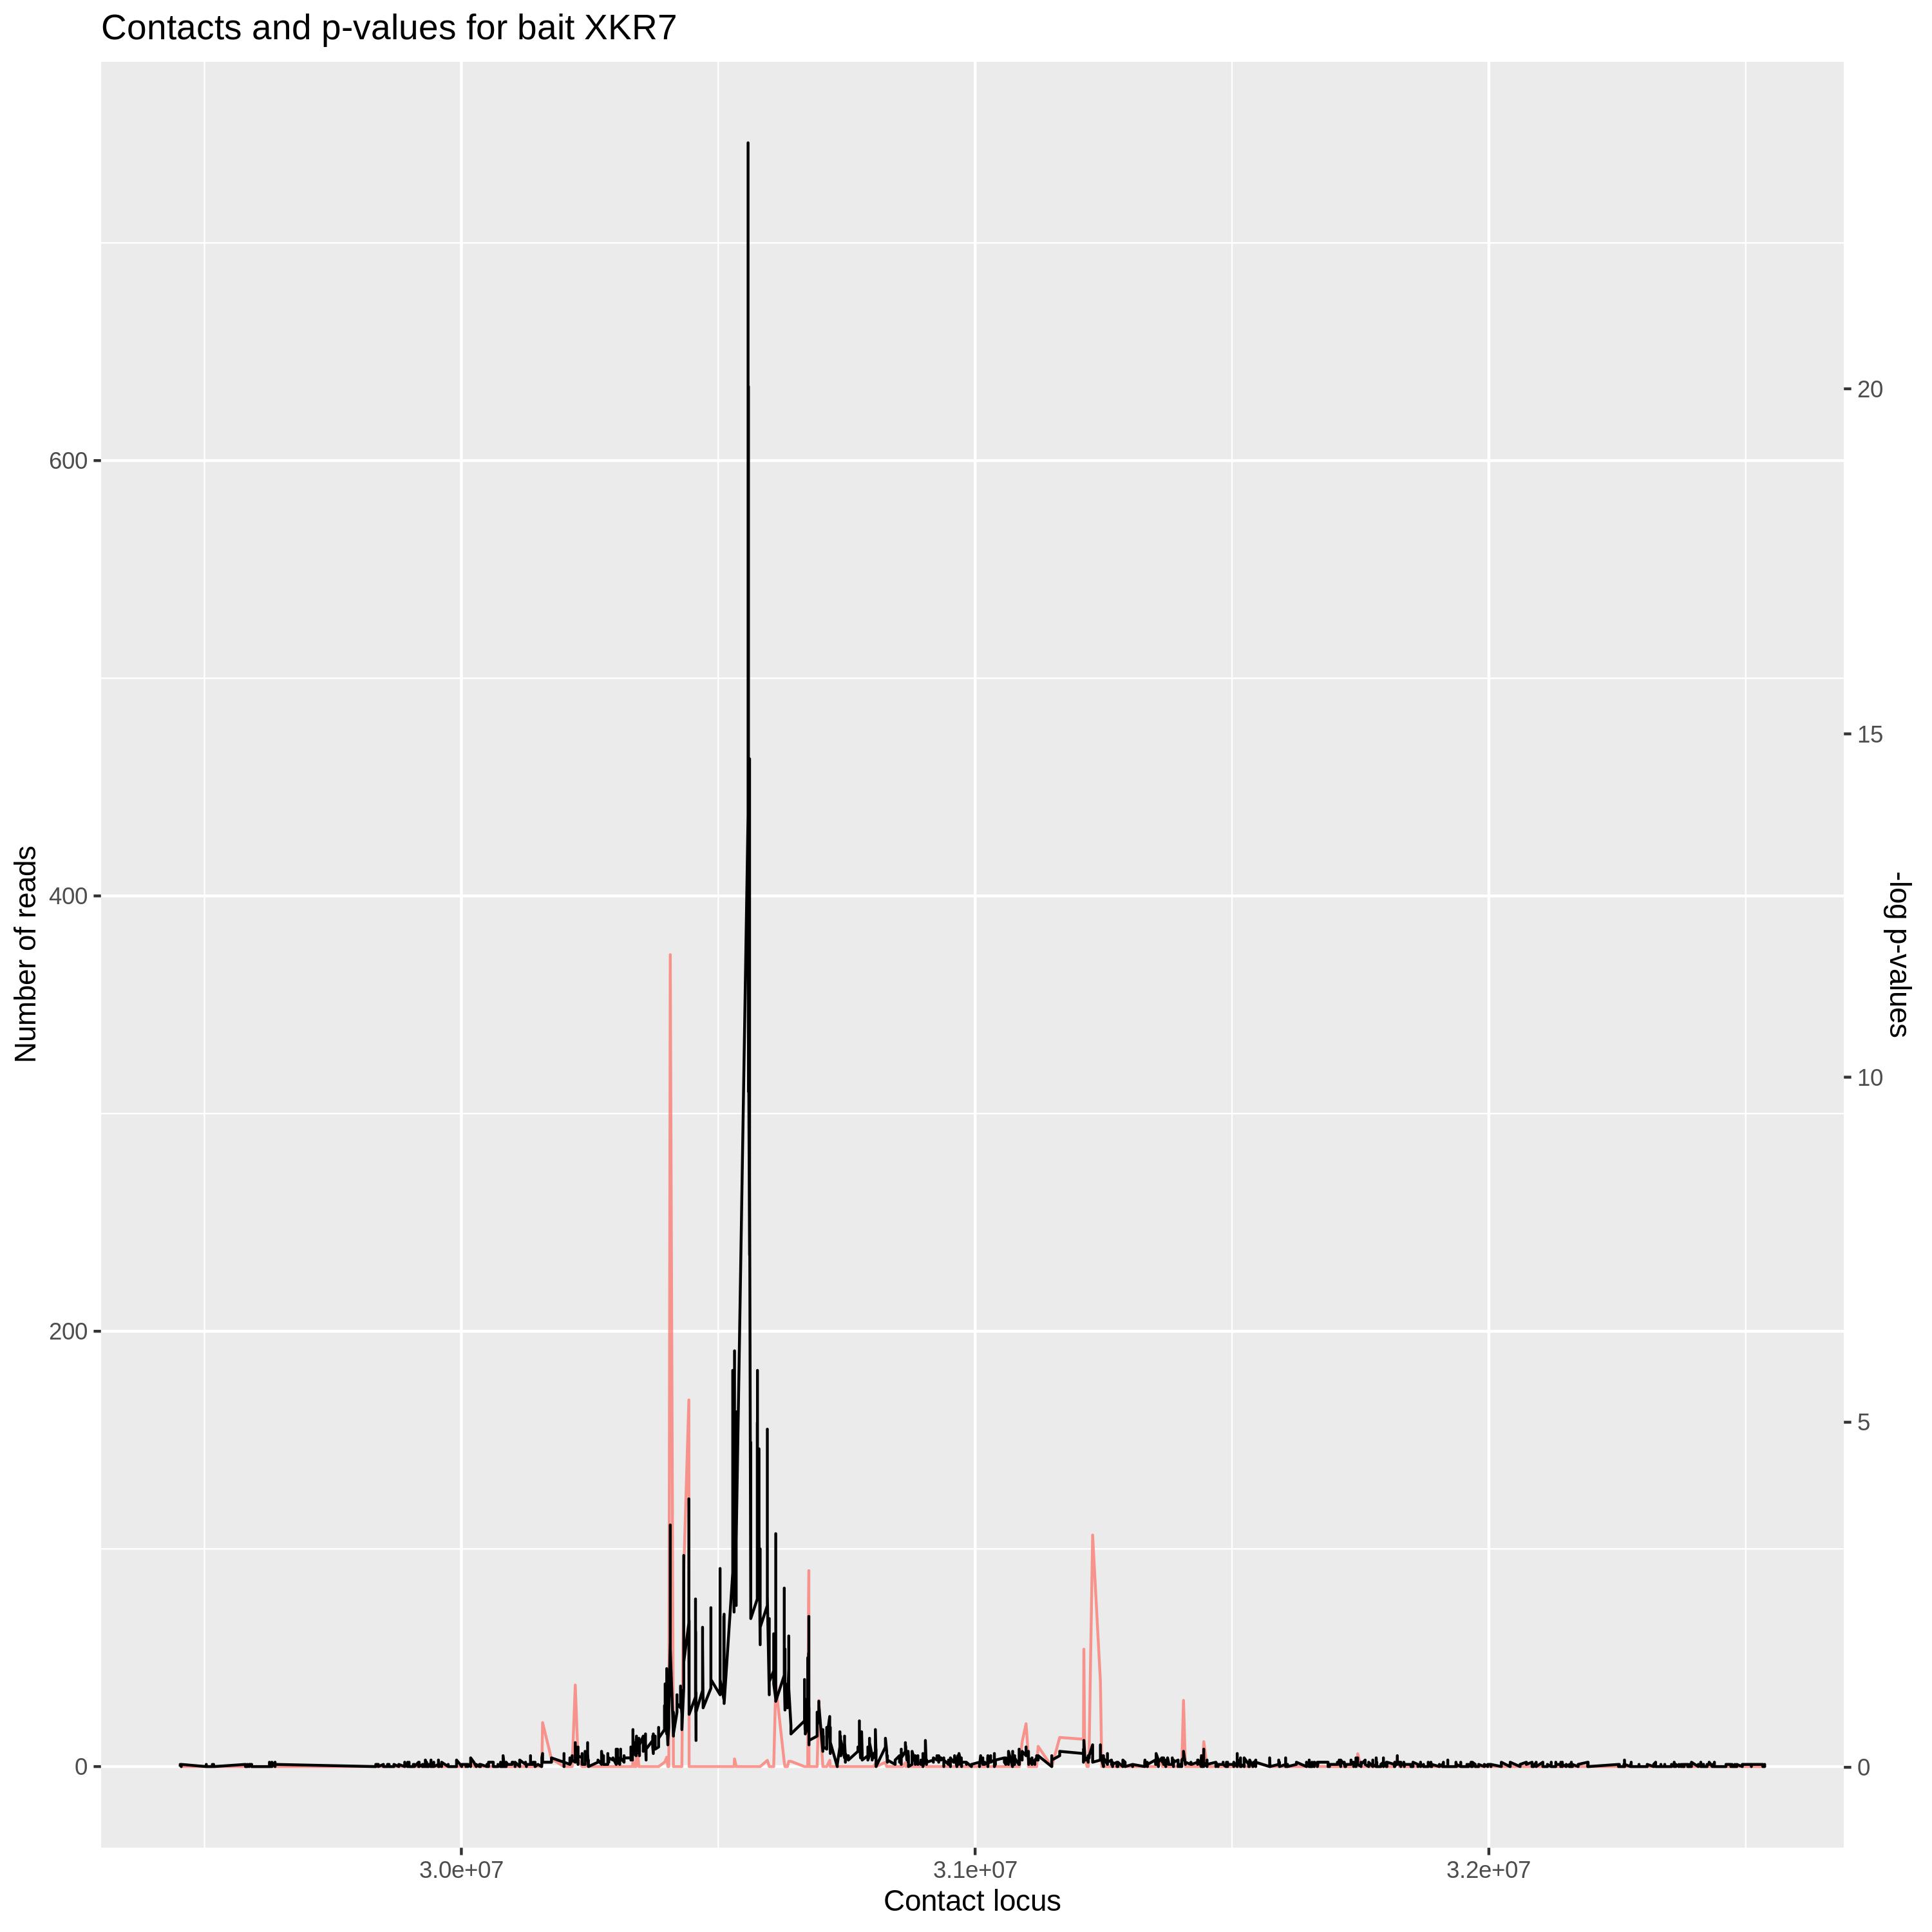 Contacts and p-values for bait XKR7
Number of reads
600
400
200
0
20
15
10
5
0
-log p-values
3.0e+07
3.1e+07
3.2e+07
Contact locus